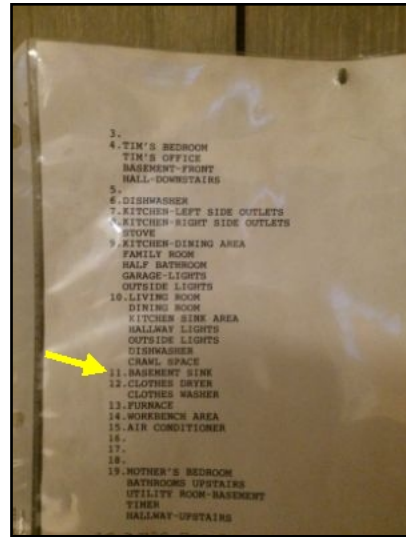 3.
4.TIM'S BEDROOM
TIM'S OFFICE
BASEMENT-FRONT
HALL-DOWNSTAIRS
5.
6.DISHWASHER
7.KITCHEN-LEFT SIDE OUTLETS
8.KITCHEN-RIGHT SIDE OUTLETS
STOVE
9.KITCHEN-DINING AREA
FAMILY ROOM
HALF BATHROOM
GARAGE-LIGHTS
OUTSIDE LIGHTS
10.LIVING ROOM
DINING ROOM
KITCHEN SINK AREA
HALLWAY LIGHTS
OUTSIDE LIGHTS
DISHWASHER
CRAWL SPACE
11.BASEMENT SINK
12.CLOTHES DRYER
CLOTHES WASHER
13.FURNACE
14.WORKBENCH AREA
15.AIR CONDITIONER
16.
17.
18.
19.MOTHER'S BEDROOM
BATHROOMS UPSTAIRS
UTILITY ROOM-BASEMENT
TIMER
HALLWAY-UPSTAIRS